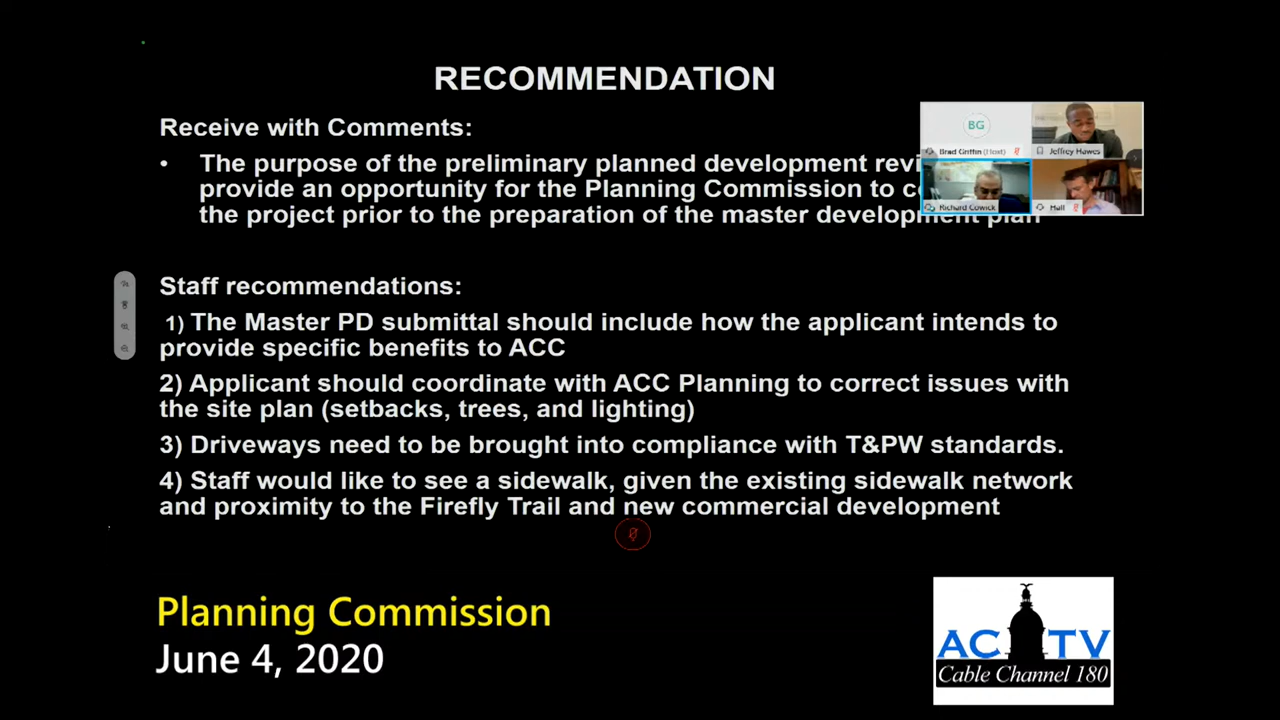 RECOMMENDATION
Receive with Comments:
• The purpose of the preliminary planned development
provide an opportunity for the Planning Commission to
the project prior to the preparation of the master development plan
BG
Brad Griffin (Host)
Jeffrey Hawes
Richard Cowick
Hall
Staff recommendations:
1) The Master PD submittal should include how the applicant intends to
provide specific benefits to ACC
2) Applicant should coordinate with ACC Planning to correct issues with
the site plan (setbacks, trees, and lighting)
3) Driveways need to be brought into compliance with T&PW standards.
4) Staff would like to see a sidewalk, given the existing sidewalk network
and proximity to the Firefly Trail and new commercial development
Planning Commission
June 4, 2020
AC TV
Cable Channel 180